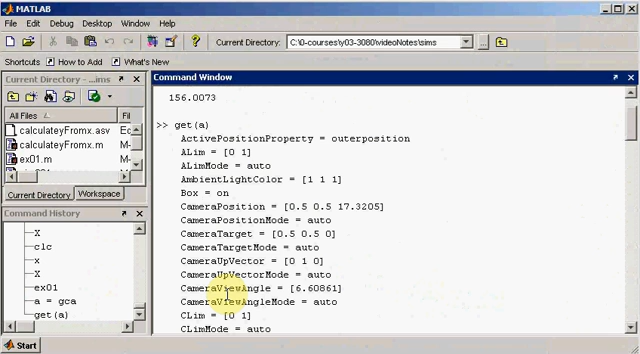 MATLAB
File Edit Debug Desktop Window Help
Current Directory: C:\0-courses\y03-3080\videoNotes\sims
Shortcuts How to Add What's New
Current Directory: ...ims
All Files File
calculateyFromx.asv Ec
calculateyFromx.m M-
ex01.m M-
Current Directory Workspace
Command History
x
clc
x
ex01
a = gca
get(a)
Command Window
156.0073
>> get(a)
ActivePositionProperty = outerposition
ALim = [0 1]
ALimMode = auto
AmbientLightColor = [1 1 1]
Box = on
CameraPosition = [0.5 0.5 17.3205]
CameraPositionMode = auto
CameraTarget = [0.5 0.5 0]
CameraTargetMode = auto
CameraUpVector = [0 1 0]
CameraUpVectorMode = auto
CameraViewAngle = [6.60861]
CameraViewAngleMode = auto
CLim = [0 1]
CLimMode = auto
Start